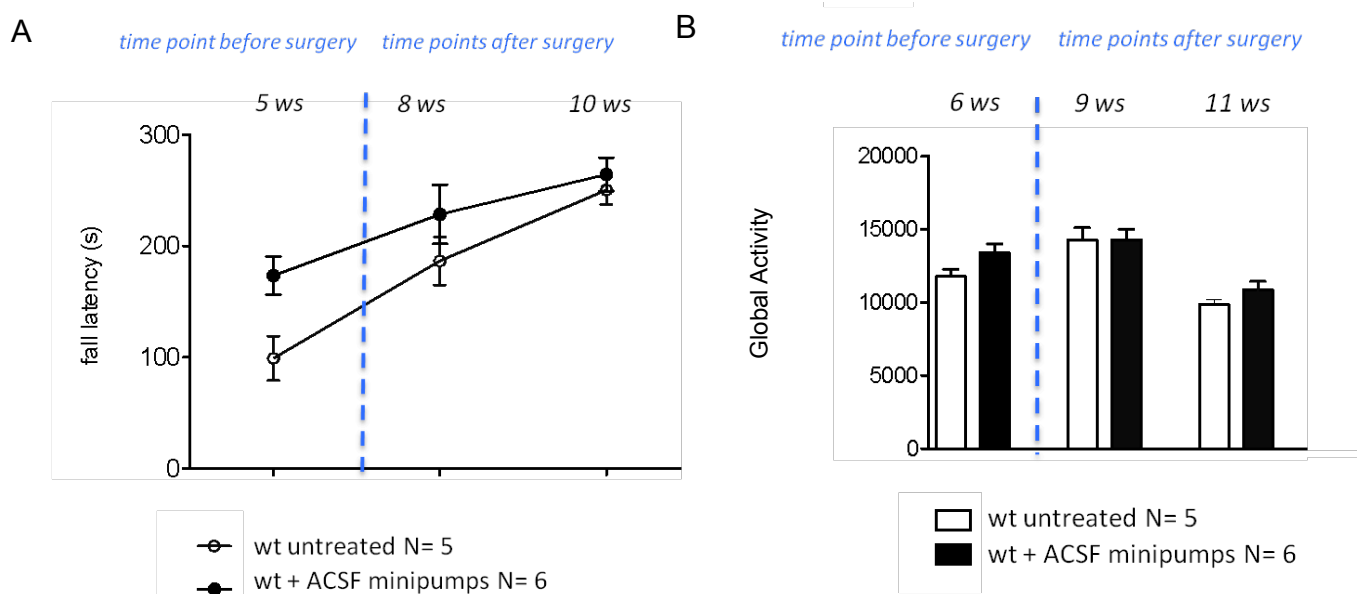 A
time point before surgery
time points after surgery
5 ws
8 ws
10 ws
300
200
100
0
fall latency (s)
wt untreated N= 5
wt + ACSF minipumps N= 6
B
time point before surgery
time points after surgery
6 ws
9 ws
11 ws
20000
15000
10000
5000
0
Global Activity
wt untreated N= 5
wt + ACSF minipumps N= 6